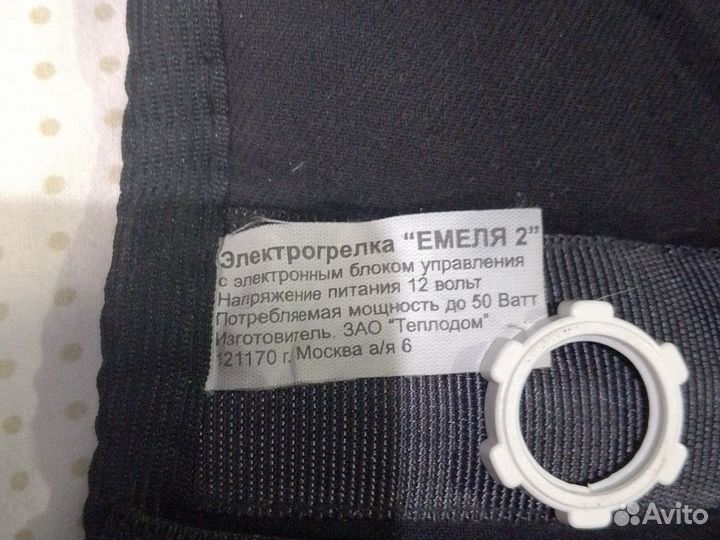 Электрогрелка “ЕМЕЛЯ 2”
с электронным блоком управления
Напряжение питания 12 вольт
Потребляемая мощность до 50 Ватт
Изготовитель. ЗАО "Теплодом"
121170 г. Москва а/я 6
Avito